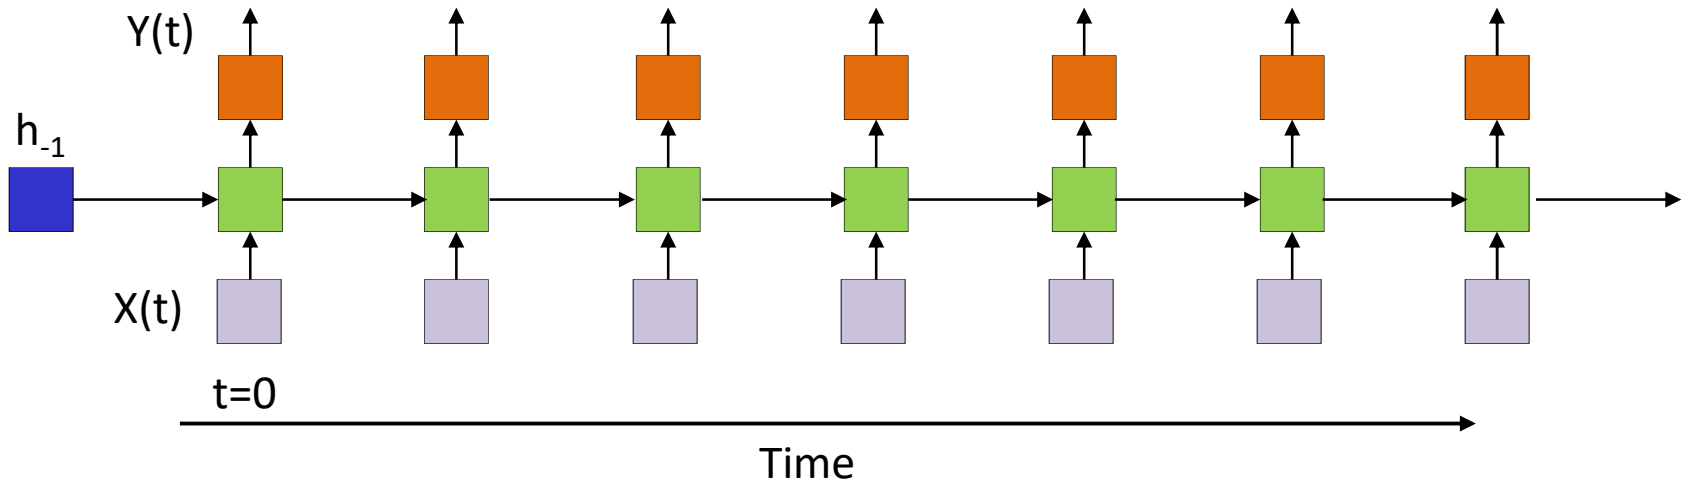 Y(t)
h₋₁
X(t)
t=0
Time